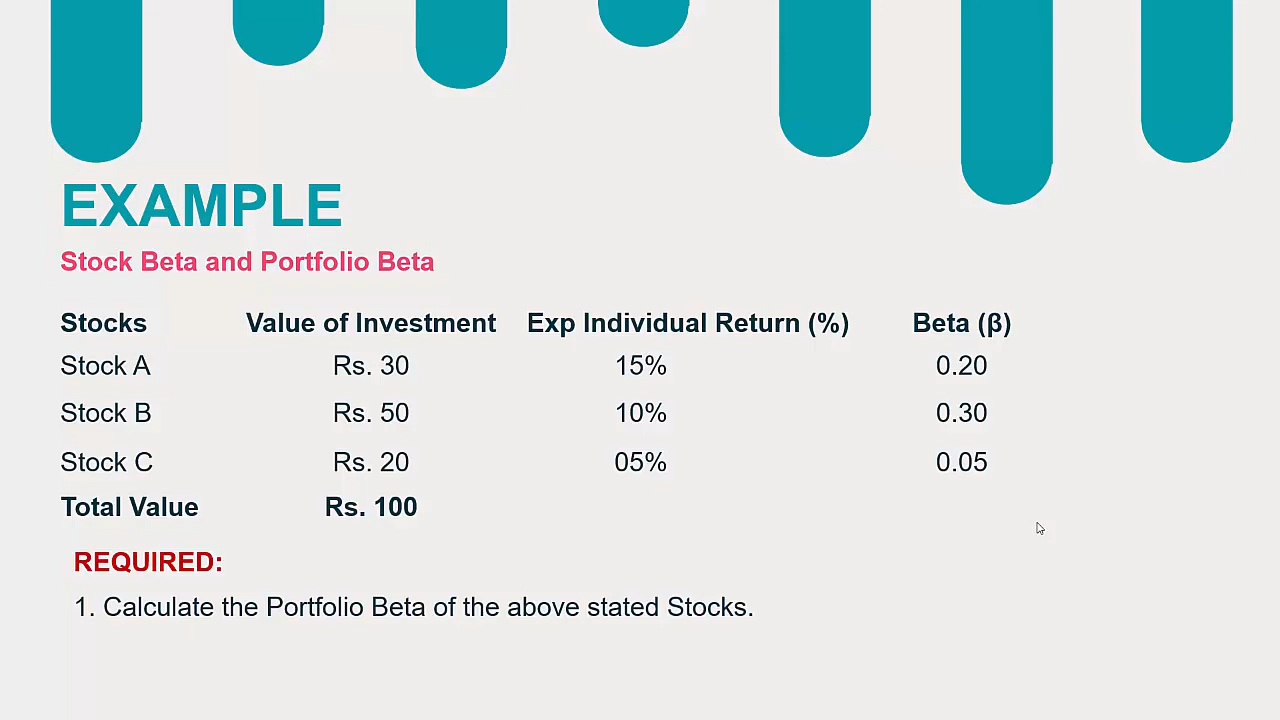 EXAMPLE
Stock Beta and Portfolio Beta
Stocks Value of Investment Exp Individual Return (%) Beta (β)
Stock A Rs. 30 15% 0.20
Stock B Rs. 50 10% 0.30
Stock C Rs. 20 05% 0.05
Total Value Rs. 100
REQUIRED:
1. Calculate the Portfolio Beta of the above stated Stocks.